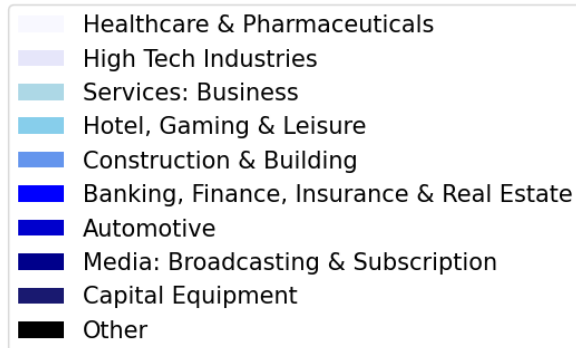 Healthcare & Pharmaceuticals
High Tech Industries
Services: Business
Hotel, Gaming & Leisure
Construction & Building
Banking, Finance, Insurance & Real Estate
Automotive
Media: Broadcasting & Subscription
Capital Equipment
Other